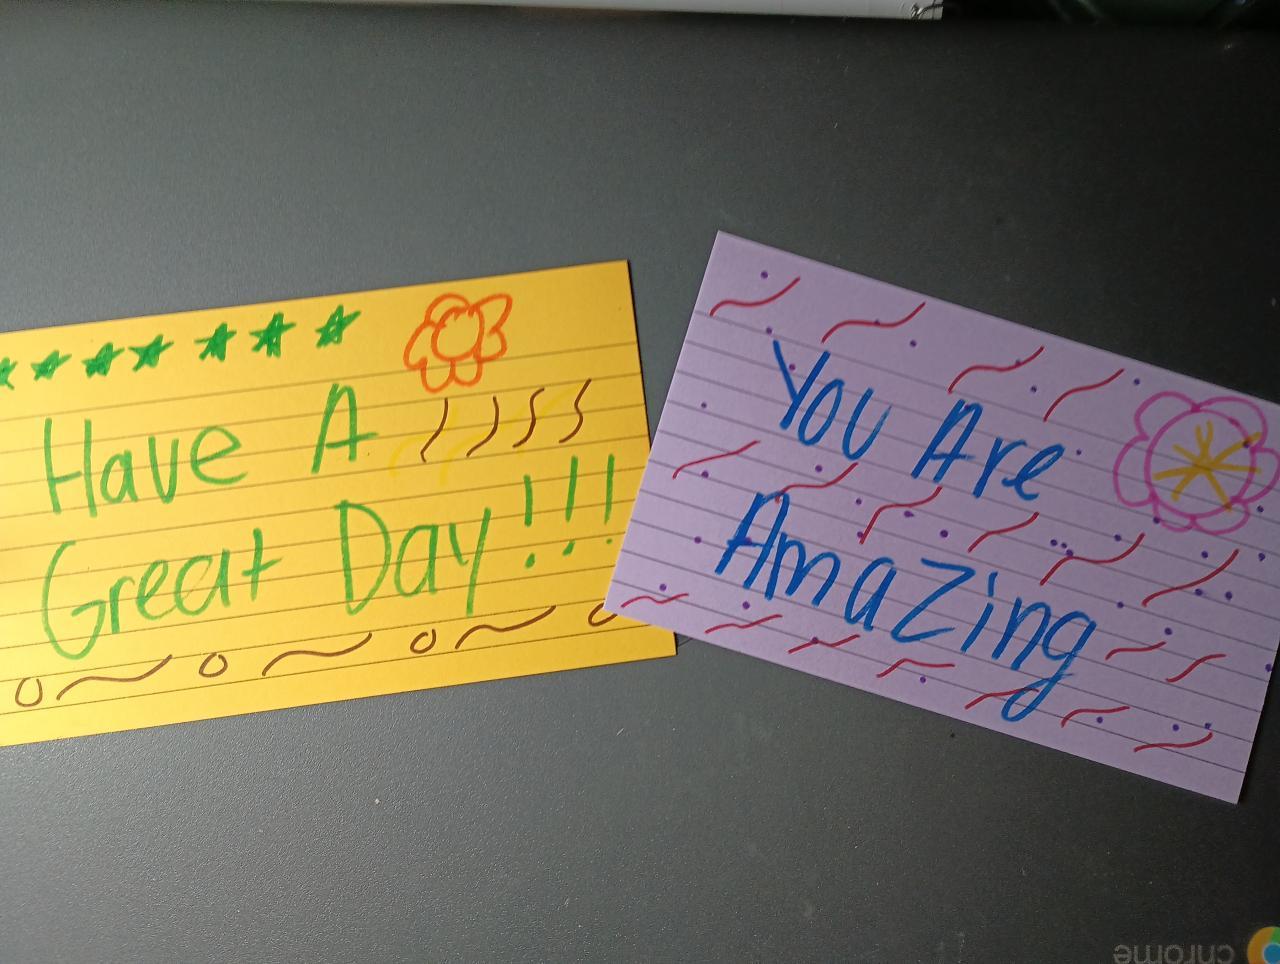 Have A
Great Day!!!
You Are
Amazing
chrome